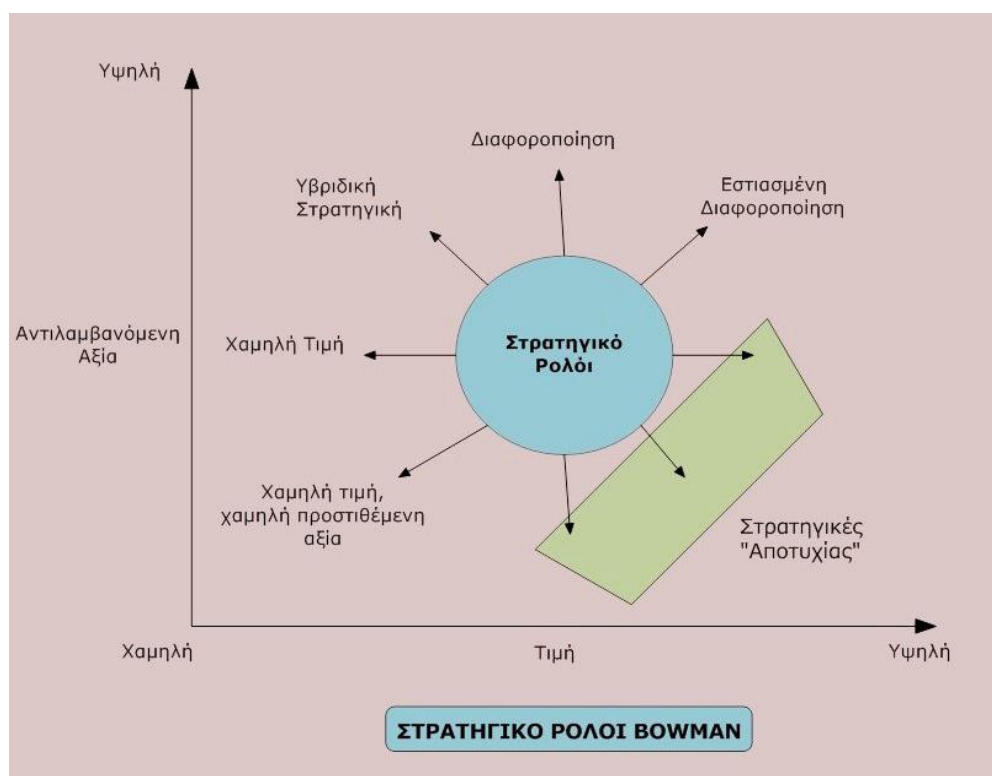 Υψηλή
Διαφοροποίηση
Υβριδική
Στρατηγική
Εστιασμένη
Διαφοροποίηση
Αντιλαμβανόμενη
Αξία
Χαμηλή Τιμή
Στρατηγικό
Ρολόι
Χαμηλή τιμή,
χαμηλή προστιθέμενη
αξία
Στρατηγικές
"Αποτυχίας"
Χαμηλή
Τιμή
Υψηλή
ΣΤΡΑΤΗΓΙΚΟ ΡΟΛΟΙ BOWMAN